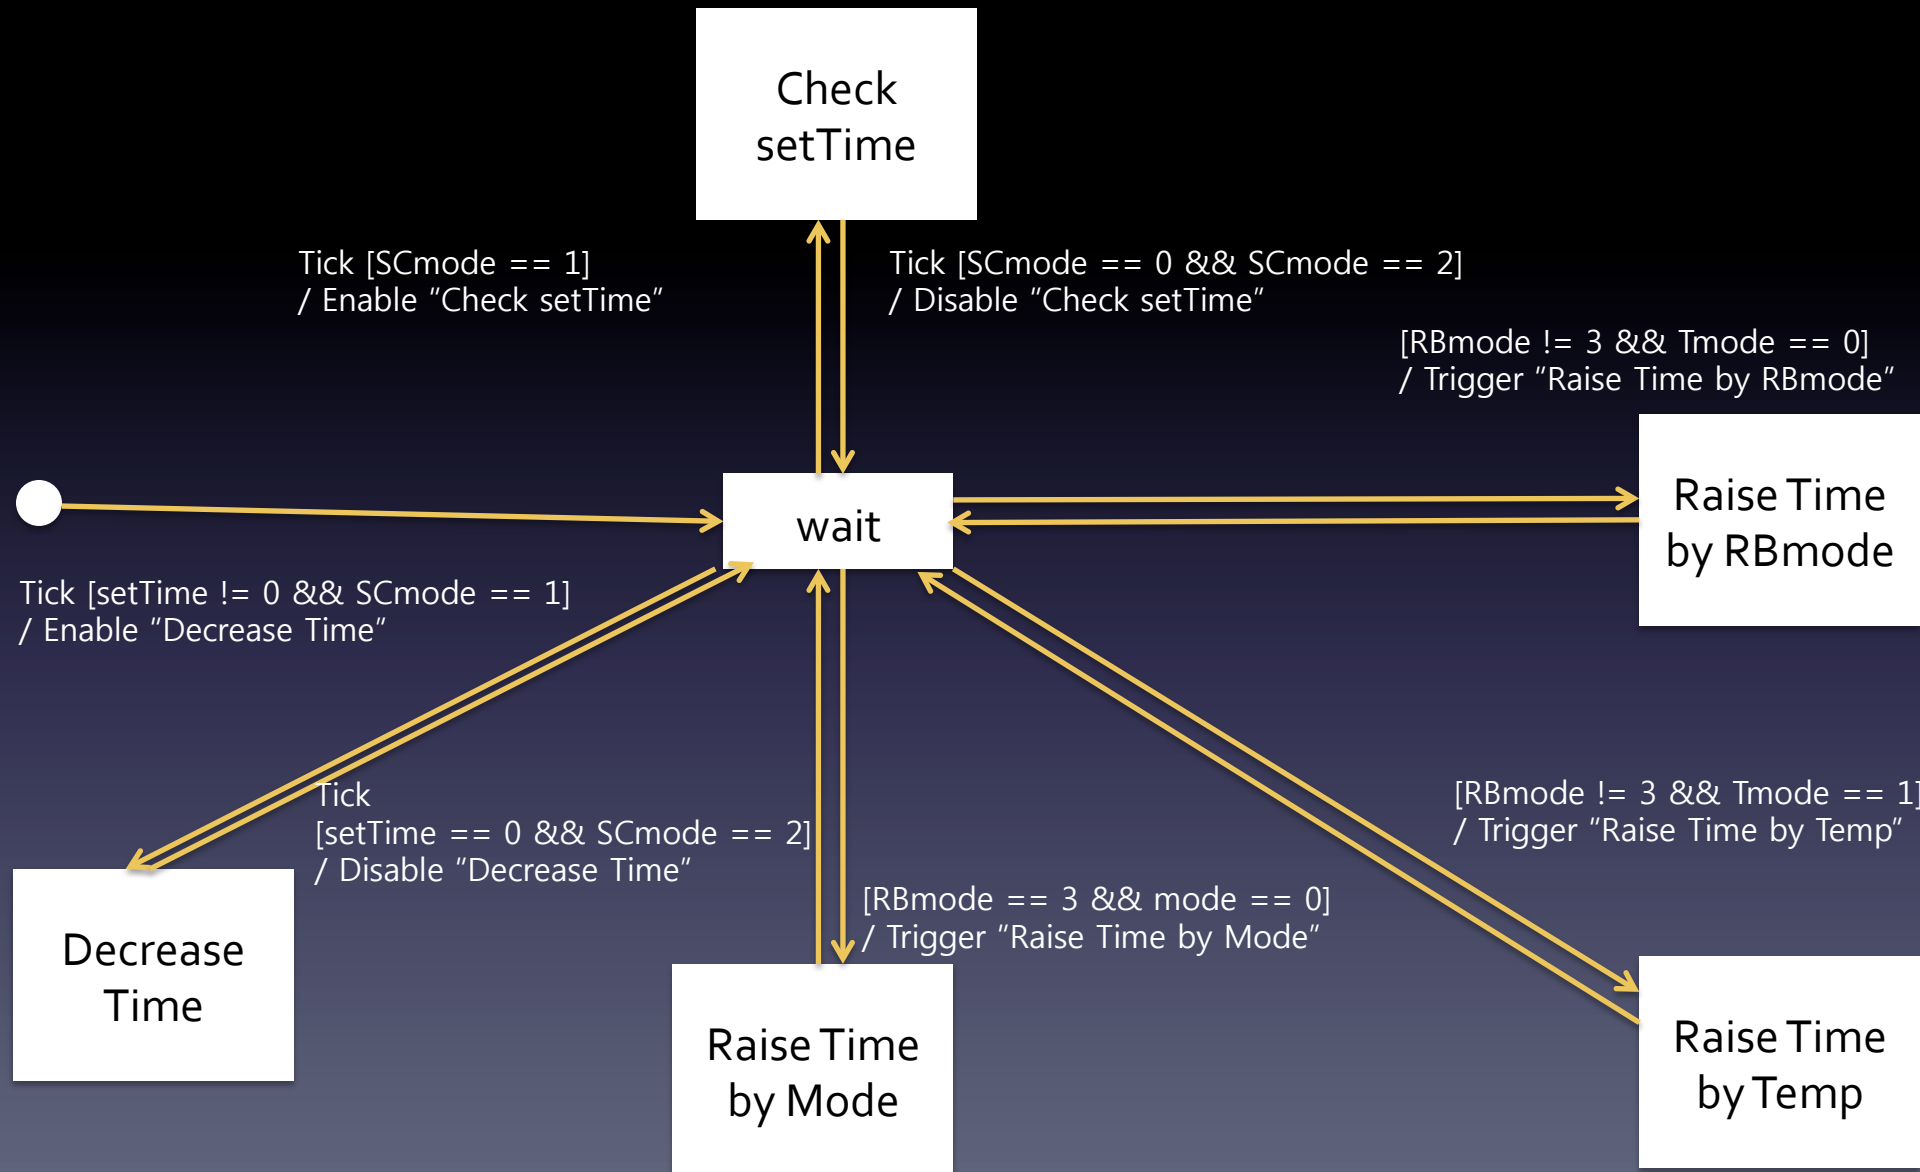 Check
setTime
Tick [SCmode == 1]
/ Enable "Check setTime"
Tick [SCmode == 0 && SCmode == 2]
/ Disable "Check setTime"
[RBmode != 3 && Tmode == 0]
/ Trigger "Raise Time by RBmode"
wait
Raise Time
by RBmode
Tick [setTime != 0 && SCmode == 1]
/ Enable "Decrease Time"
Tick
[setTime == 0 && SCmode == 2]
/ Disable "Decrease Time"
[RBmode != 3 && Tmode == 1]
/ Trigger "Raise Time by Temp"
[RBmode == 3 && mode == 0]
/ Trigger "Raise Time by Mode"
Decrease
Time
Raise Time
by Mode
Raise Time
by Temp